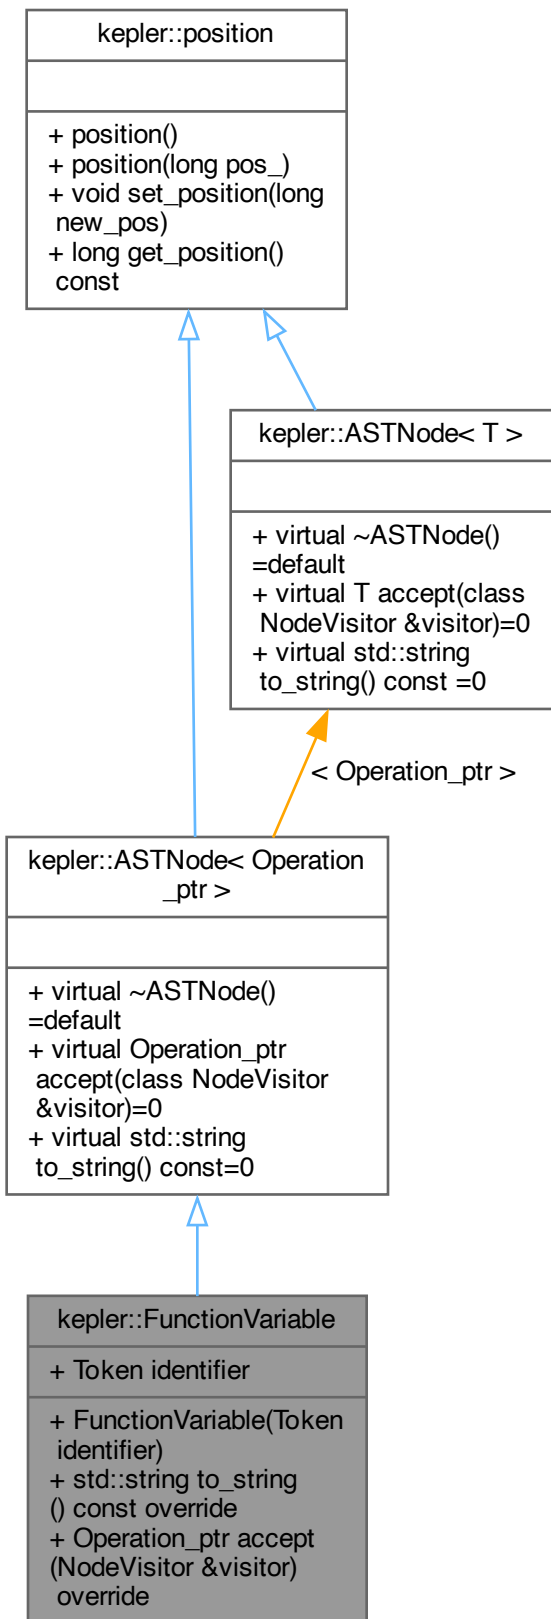 kepler::position
+ position()
+ position(long pos_)
+ void set_position(long
new_pos)
+ long get_position()
const
kepler::ASTNode< T >
+ virtual ~ASTNode()
=default
+ virtual T accept(class
NodeVisitor &visitor)=0
+ virtual std::string
to_string() const =0
< Operation_ptr >
kepler::ASTNode< Operation
_ptr >
+ virtual ~ASTNode()
=default
+ virtual Operation_ptr
accept(class NodeVisitor
&visitor)=0
+ virtual std::string
to_string() const=0
kepler::FunctionVariable
+ Token identifier
+ FunctionVariable(Token
identifier)
+ std::string to_string
() const override
+ Operation_ptr accept
(NodeVisitor &visitor)
override